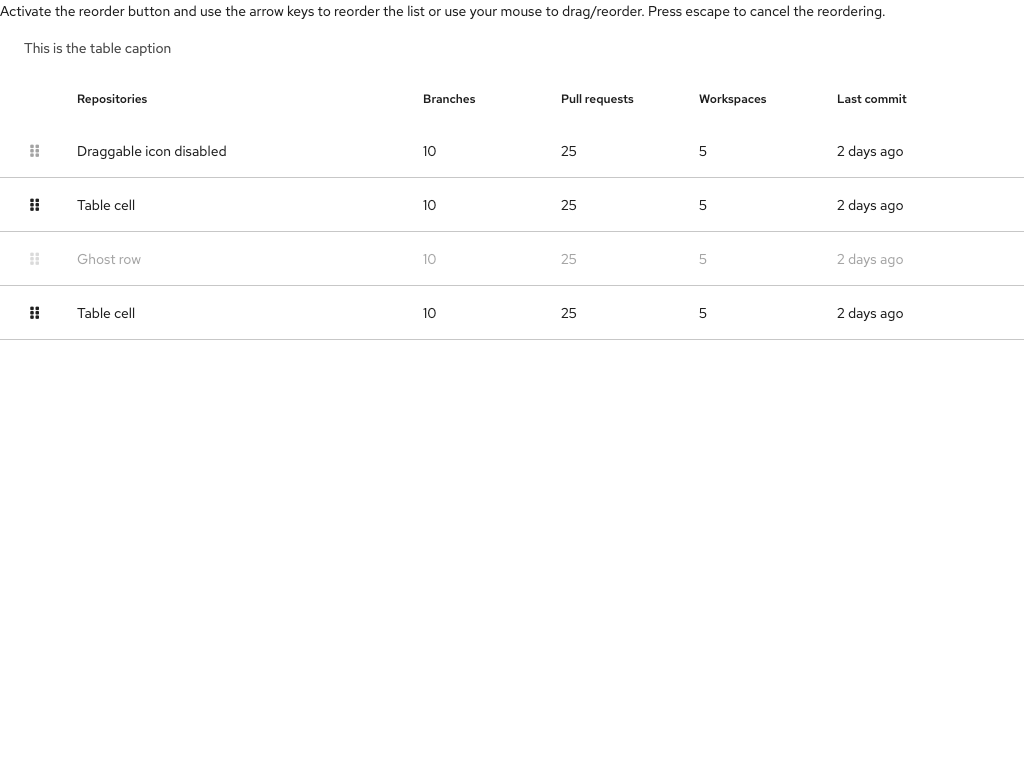 Activate the reorder button and use the arrow keys to reorder the list or use your mouse to drag/reorder. Press escape to cancel the reordering.
This is the table caption
Repositories Branches Pull requests Workspaces Last commit
Draggable icon disabled 10 25 5 2 days ago
Table cell 10 25 5 2 days ago
Ghost row 10 25 5 2 days ago
Table cell 10 25 5 2 days ago